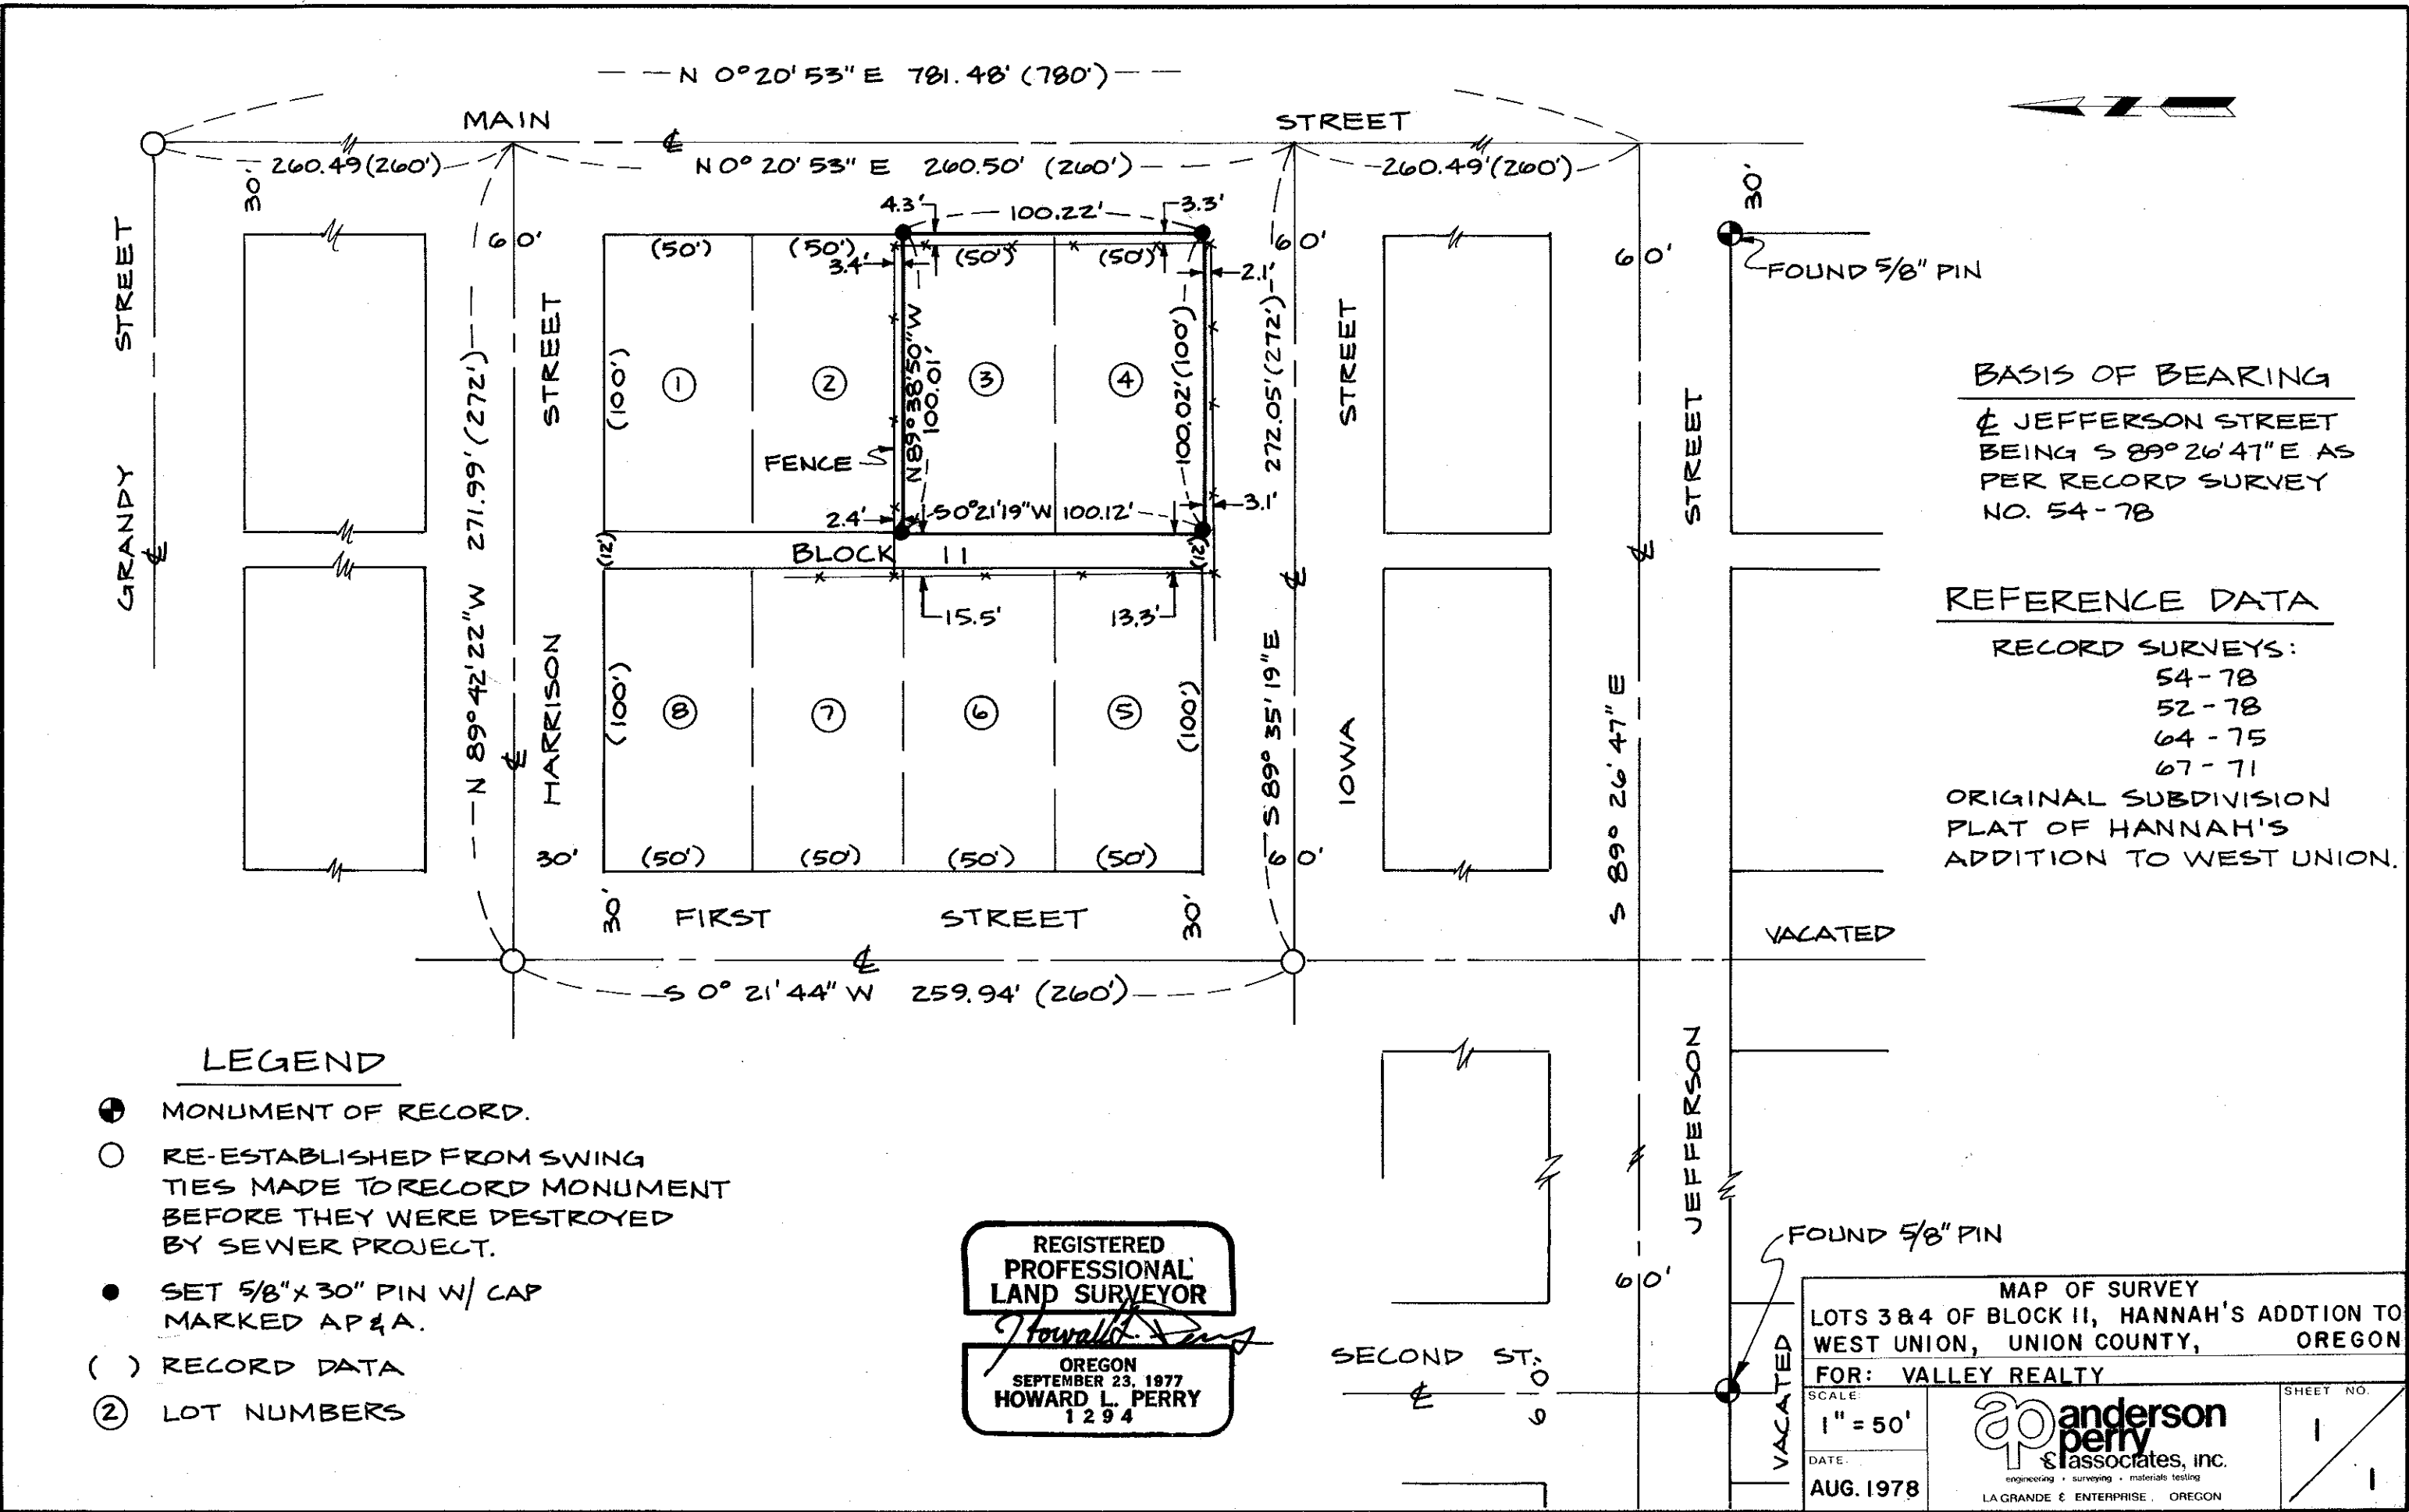 N 0°20'53" E 781.48' (780')
MAIN STREET
260.49 (260')
N 0° 20' 53" E 260.50' (260')
260.49' (260')
30'
30'
4.3'
100.22'
3.3'
60'
(50')
(50')
(50')
(50')
60'
60'
3.4'
2.1'
FOUND 5/8" PIN
GRANDY STREET
N 89° 42' 22" W 271.99' (272')
HARRISON STREET
(100')
1
2
3
4
N 89° 38' 50" W
100.01'
100.02' (100')
272.05' (272')
S 89° 35' 19" E
IOWA STREET
JEFFERSON STREET
S 89° 26' 47" E
FENCE
2.4'
S 0°21'19" W 100.12'
3.1'
(12')
BLOCK 11
(12')
15.5'
13.3'
(100')
8
7
6
5
(100')
30'
(50')
(50')
(50')
(50')
60'
30'
FIRST STREET
30'
VACATED
S 0° 21' 44" W 259.94' (260')
BASIS OF BEARING
℄ JEFFERSON STREET
BEING S 89° 26' 47" E AS
PER RECORD SURVEY
NO. 54-78
REFERENCE DATA
RECORD SURVEYS:
54-78
52-78
64-75
67-71
ORIGINAL SUBDIVISION
PLAT OF HANNAH'S
ADDITION TO WEST UNION.
LEGEND
MONUMENT OF RECORD.
RE-ESTABLISHED FROM SWING
TIES MADE TO RECORD MONUMENT
BEFORE THEY WERE DESTROYED
BY SEWER PROJECT.
SET 5/8" x 30" PIN W/ CAP
MARKED AP & A.
( ) RECORD DATA
2 LOT NUMBERS
REGISTERED
PROFESSIONAL
LAND SURVEYOR
Howard L. Perry
OREGON
SEPTEMBER 23, 1977
HOWARD L. PERRY
1294
SECOND ST.
60
60'
FOUND 5/8" PIN
VACATED
MAP OF SURVEY
LOTS 3 & 4 OF BLOCK 11, HANNAH'S ADDTION TO
WEST UNION, UNION COUNTY, OREGON
FOR: VALLEY REALTY
SCALE:
1" = 50'
DATE:
AUG. 1978
ap anderson
perry
& associates, inc.
engineering • surveying • materials testing
LA GRANDE & ENTERPRISE, OREGON
SHEET NO.
1/1